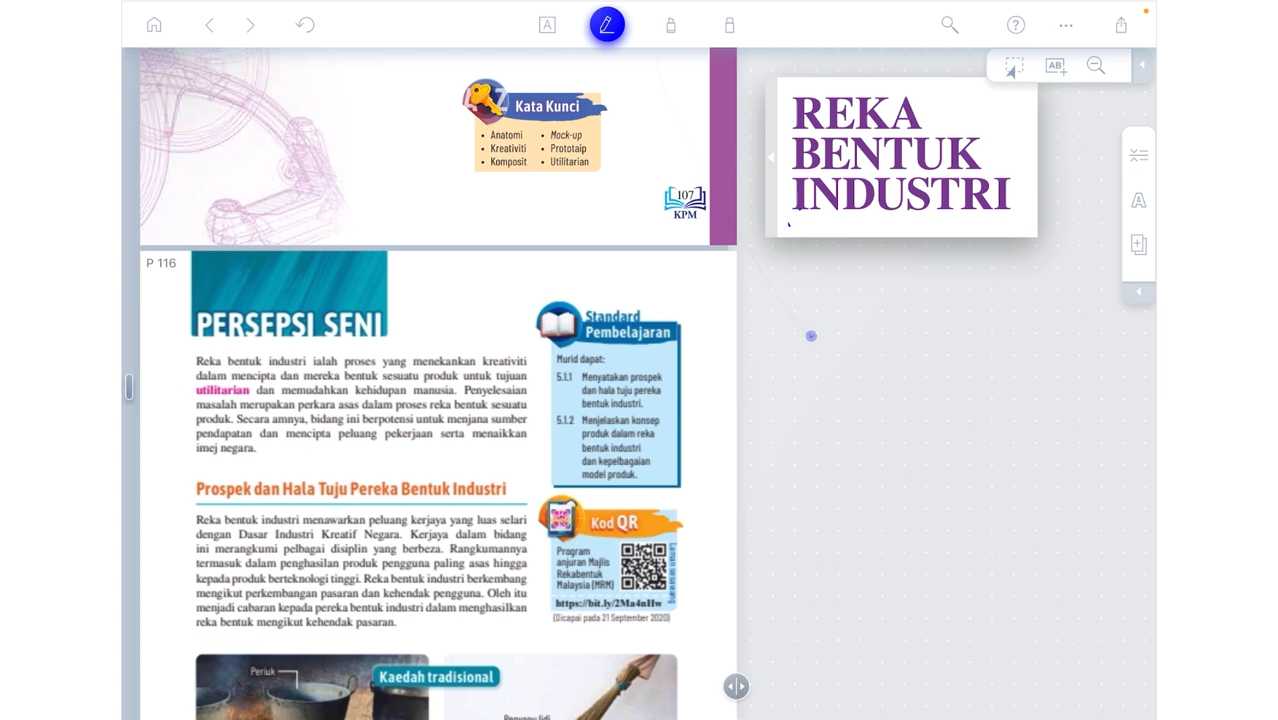 A
Kata Kunci
• Anatomi
• Kreativiti
• Komposit
• Mock-up
• Prototaip
• Utilitarian
107
KPM
AB
REKA
BENTUK
INDUSTRI
A
P 116
PERSEPSI SENI
Reka bentuk industri ialah proses yang menekankan kreativiti
dalam mencipta dan mereka bentuk sesuatu produk untuk tujuan
utilitarian dan memudahkan kehidupan manusia. Penyelesaian
masalah merupakan perkara asas dalam proses reka bentuk sesuatu
produk. Secara amnya, bidang ini berpotensi untuk menjana sumber
pendapatan dan mencipta peluang pekerjaan serta menaikkan
imej negara.
Standard
Pembelajaran
Murid dapat:
5.1.1 Menyatakan prospek
dan hala tuju pereka
bentuk industri.
5.1.2 Menjelaskan konsep
produk dalam reka
bentuk industri
dan kepelbagaian
model produk.
Prospek dan Hala Tuju Pereka Bentuk Industri
Reka bentuk industri menawarkan peluang kerjaya yang luas selari
dengan Dasar Industri Kreatif Negara. Kerjaya dalam bidang
ini merangkumi pelbagai disiplin yang berbeza. Rangkumannya
termasuk dalam penghasilan produk pengguna paling asas hingga
kepada produk berteknologi tinggi. Reka bentuk industri berkembang
mengikut perkembangan pasaran dan kehendak pengguna. Oleh itu
menjadi cabaran kepada pereka bentuk industri dalam menghasilkan
reka bentuk mengikut kehendak pasaran.
Kod QR
Program
anjuran Majlis
Rekabentuk
Malaysia (MRM)
https://bit.ly/2Ma4nHw
(Dicapai pada 21 September 2020)
Periuk
Kaedah tradisional
Penyapu lidi